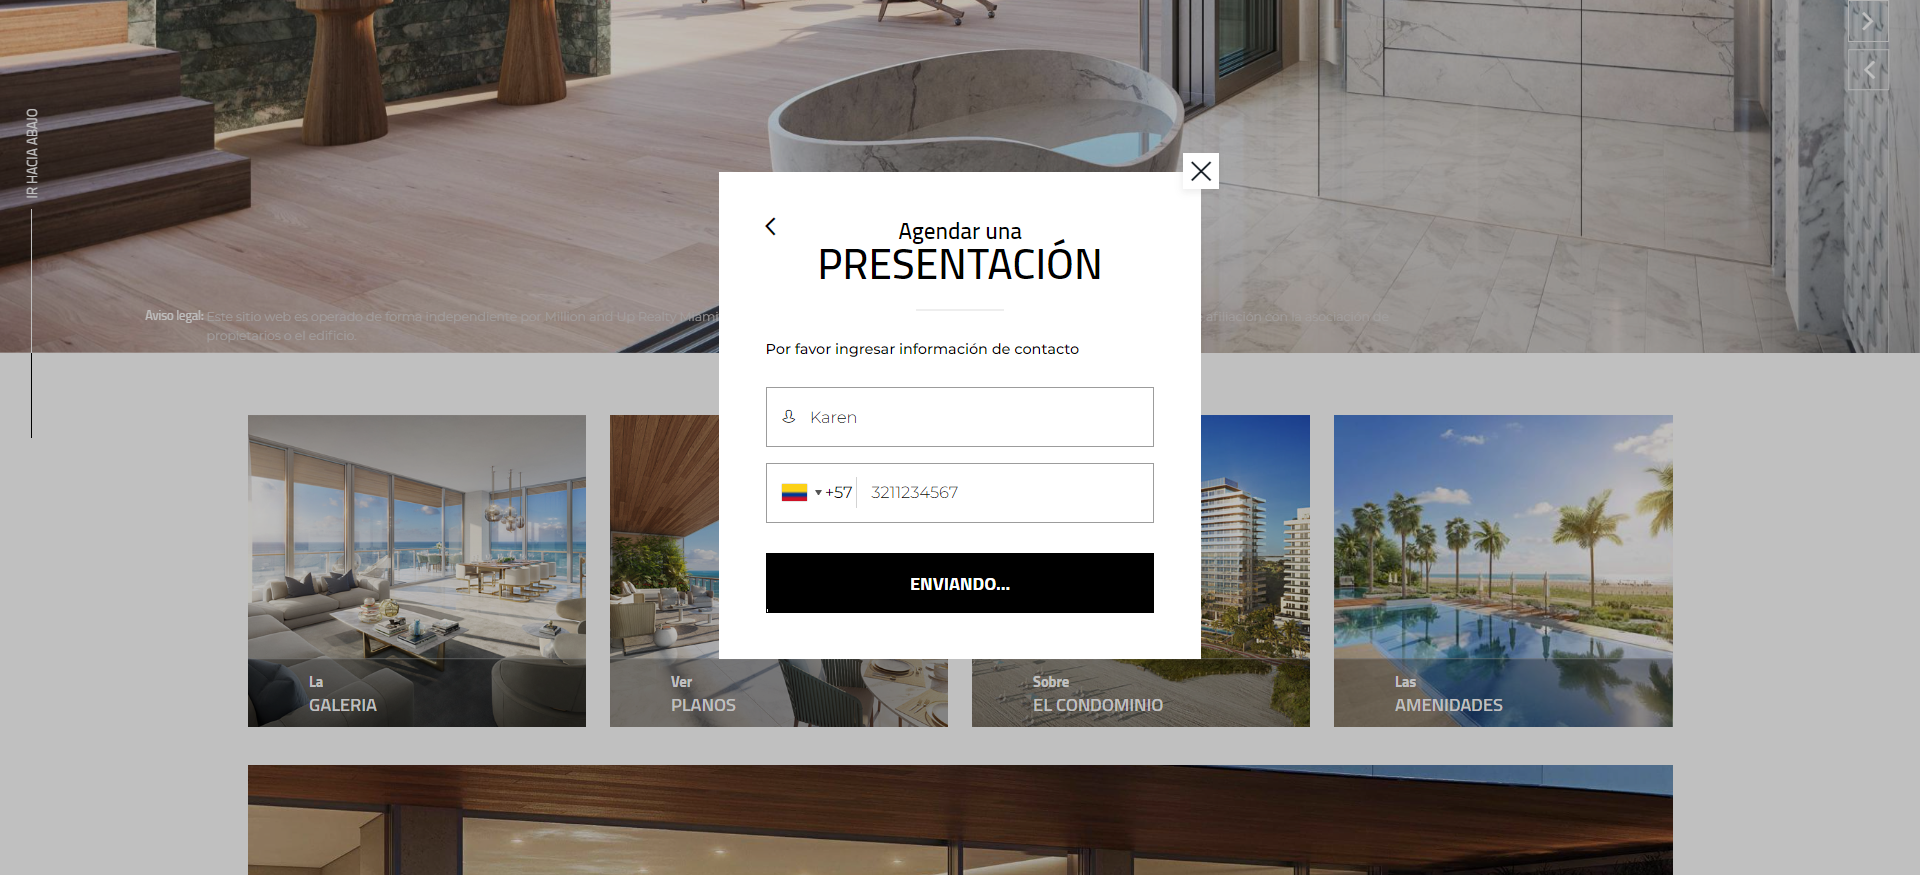 IR HACIA ABAJO
Agendar una
PRESENTACIÓN
Aviso legal: Este sitio web es operado de forma independiente por Million and Up Realty Miami
afiliación con la asociación de
propietarios o el edificio.
Por favor ingresar información de contacto
Karen
+57 3211234567
ENVIANDO...
La
GALERIA
Ver
PLANOS
Sobre
EL CONDOMINIO
Las
AMENIDADES